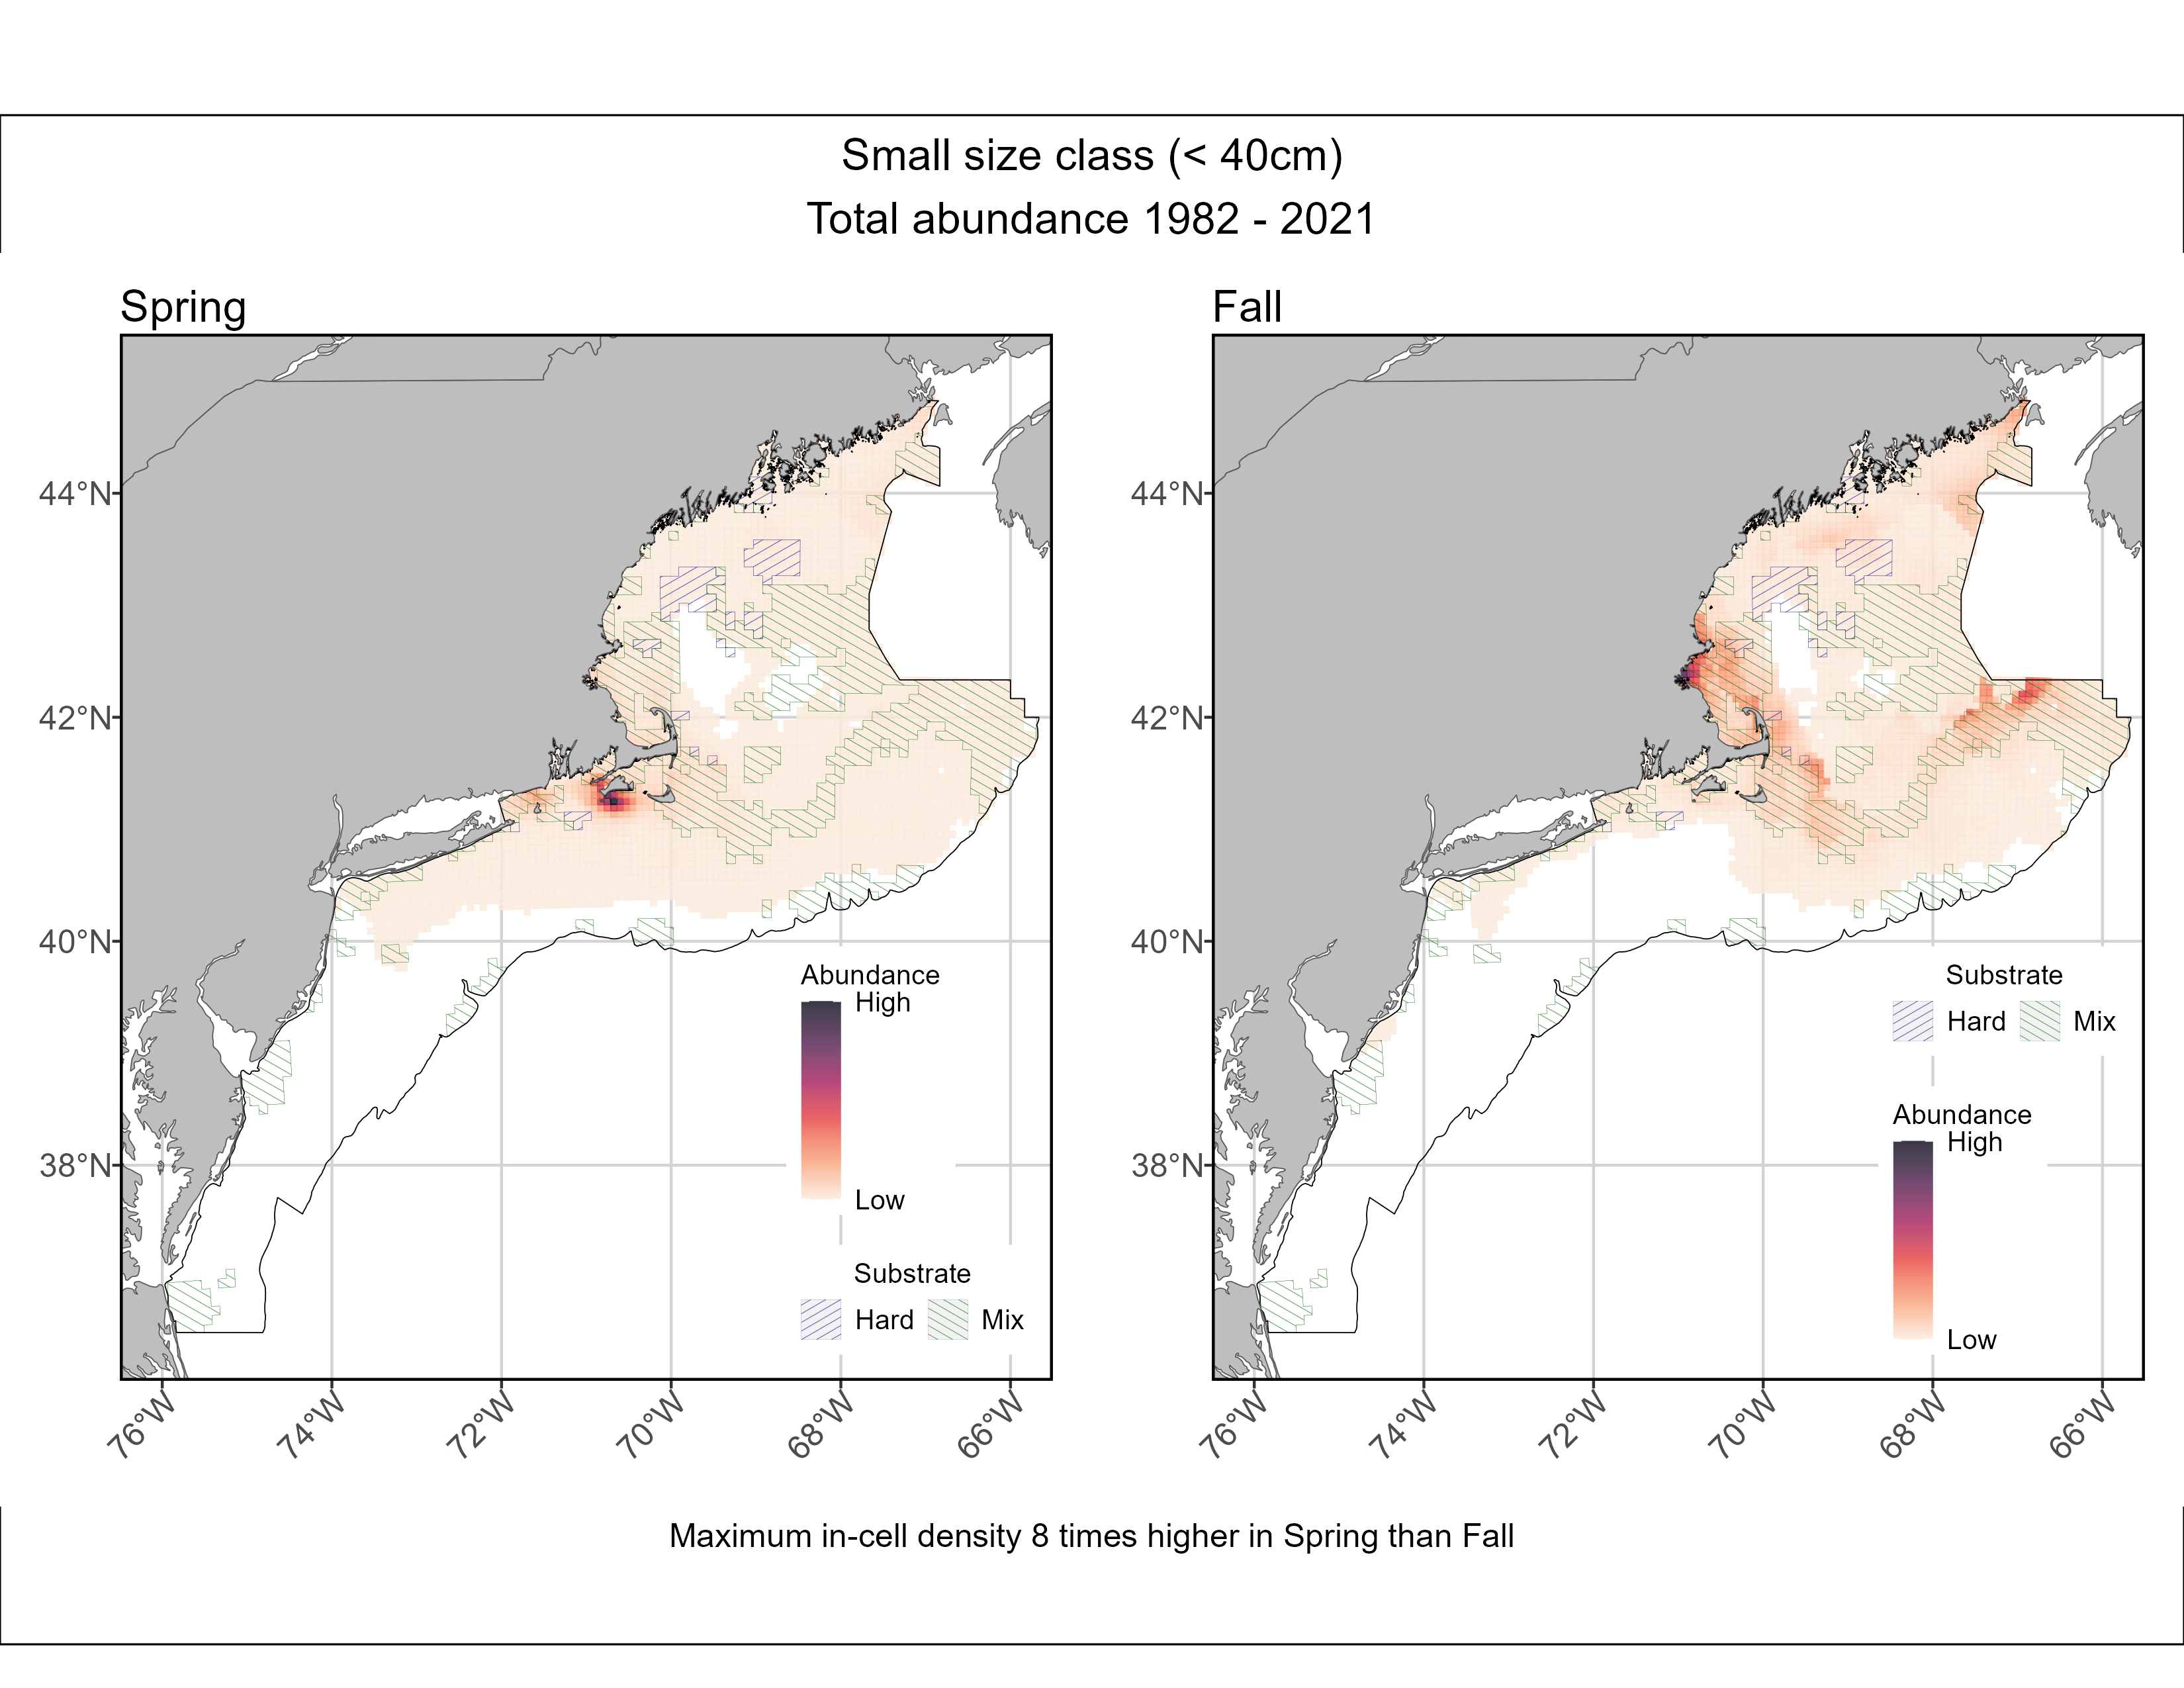 Small size class (< 40cm)
Total abundance 1982 - 2021
Spring
44°N
42°N
40°N
38°N
76°W
74°W
72°W
70°W
68°W
66°W
Abundance
High
Low
Substrate
Hard
Mix
Fall
44°N
42°N
40°N
38°N
76°W
74°W
72°W
70°W
68°W
66°W
Substrate
Hard
Mix
Abundance
High
Low
Maximum in-cell density 8 times higher in Spring than Fall